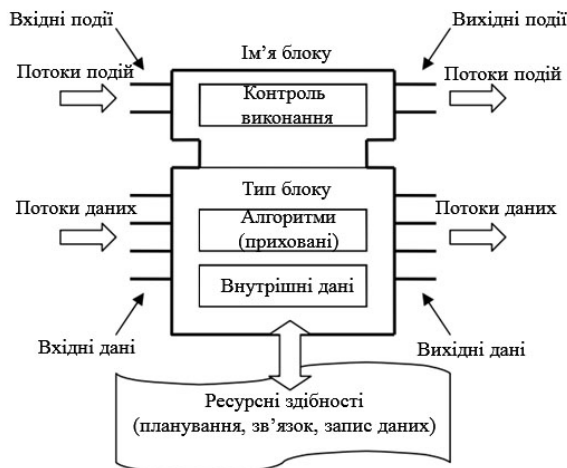 Вхідні події
Вихідні події
Ім’я блоку
Потоки подій
Потоки подій
Контроль
виконання
Тип блоку
Потоки даних
Потоки даних
Алгоритми
(приховані)
Внутрішні дані
Вхідні дані
Вихідні дані
Ресурсні здібності
(планування, зв’язок, запис даних)